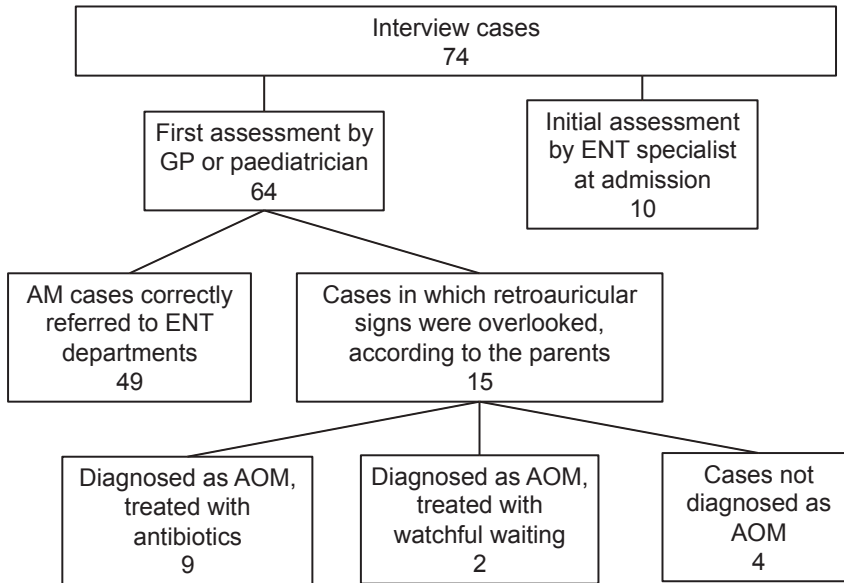 Interview cases
74
First assessment by
GP or paediatrician
64
Initial assessment
by ENT specialist
at admission
10
AM cases correctly
referred to ENT
departments
49
Cases in which retroauricular
signs were overlooked,
according to the parents
15
Diagnosed as AOM,
treated with
antibiotics
9
Diagnosed as AOM,
treated with
watchful waiting
2
Cases not
diagnosed as
AOM
4